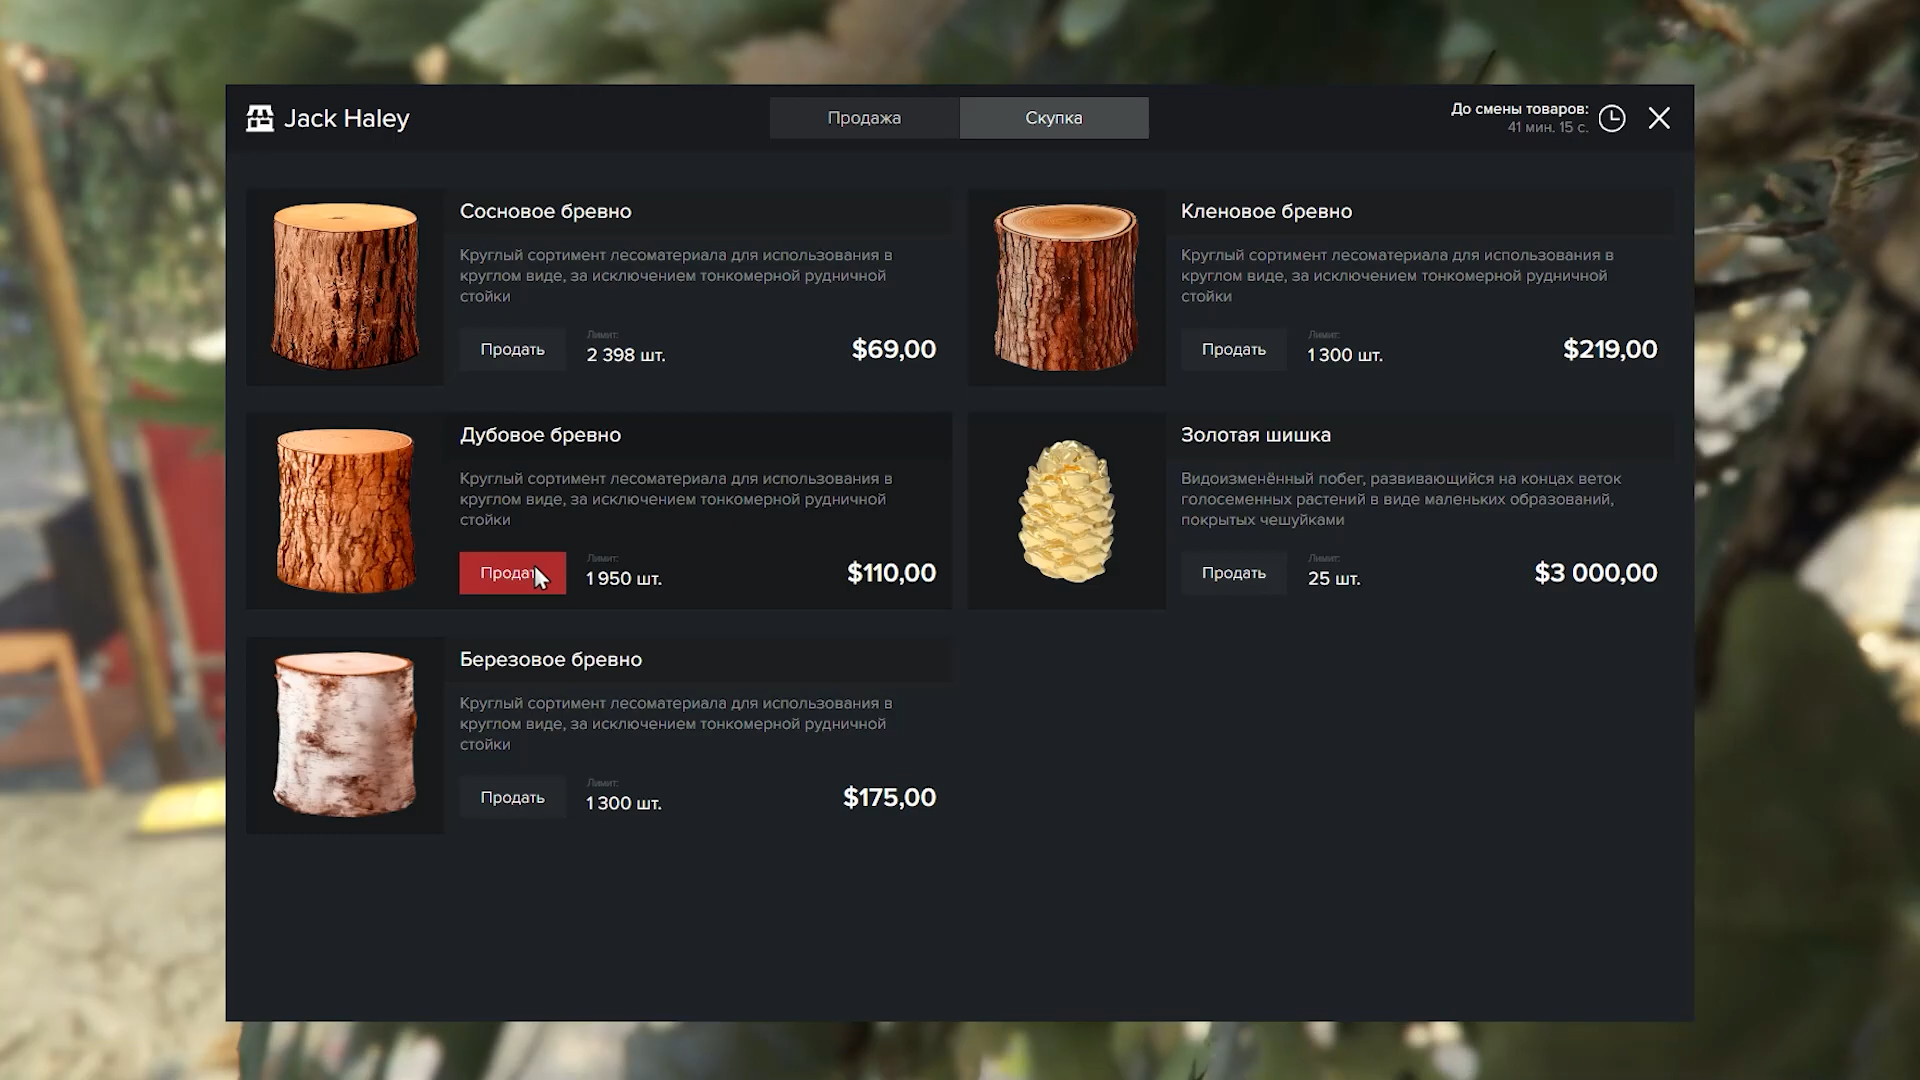 Jack Haley
Продажа
Скупка
До смены товаров:
41 мин. 15 с.
Сосновое бревно
Круглый сортимент лесоматериала для использования в
круглом виде, за исключением тонкомерной рудничной
стойки
Продать
Лимит:
2 398 шт.
$69,00
Кленовое бревно
Круглый сортимент лесоматериала для использования в
круглом виде, за исключением тонкомерной рудничной
стойки
Продать
Лимит:
1 300 шт.
$219,00
Дубовое бревно
Круглый сортимент лесоматериала для использования в
круглом виде, за исключением тонкомерной рудничной
стойки
Продать
Лимит:
1 950 шт.
$110,00
Золотая шишка
Видоизменённый побег, развивающийся на концах веток
голосеменных растений в виде маленьких образований,
покрытых чешуйками
Продать
Лимит:
25 шт.
$3 000,00
Березовое бревно
Круглый сортимент лесоматериала для использования в
круглом виде, за исключением тонкомерной рудничной
стойки
Продать
Лимит:
1 300 шт.
$175,00